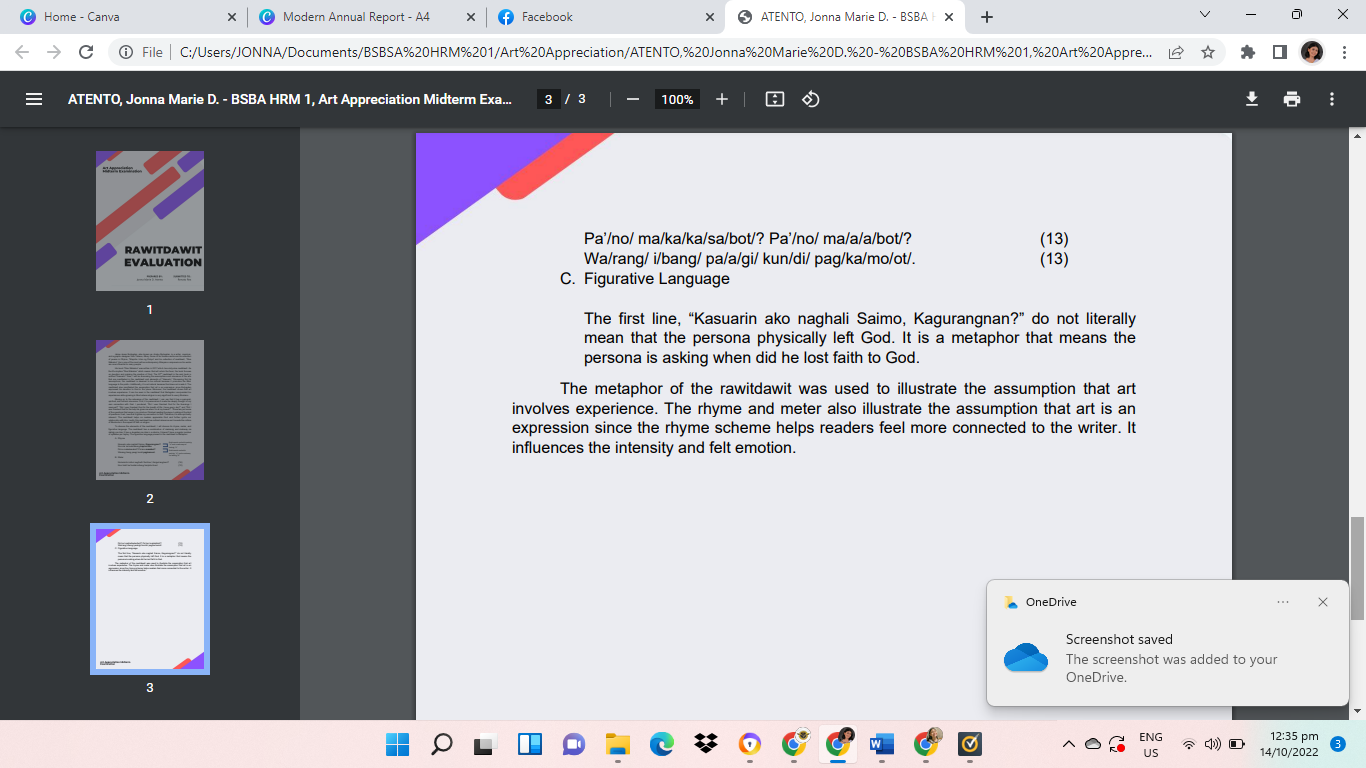 Home - Canva
Modern Annual Report - A4
Facebook
ATENTO, Jonna Marie D. - BSBA
File
C:/Users/JONNA/Documents/BSBSA%20HRM%201/Art%20Appreciation/ATENTO,%20Jonna%20Marie%20D.%20-%20BSBA%20HRM%201,%20Art%20Appre...
ATENTO, Jonna Marie D. - BSBA HRM 1, Art Appreciation Midterm Exa...
3 / 3
100%
Art Appreciation
Midterm Examination
RAWITDAWIT
EVALUATION
1
2
3
Pa’/no/ ma/ka/ka/sa/bot/? Pa’/no/ ma/a/a/bot/? (13)
Wa/rang/ i/bang/ pa/a/gi/ kun/di/ pag/ka/mo/ot/. (13)
C. Figurative Language
The first line, “Kasuarin ako naghali Saimo, Kagurangnan?” do not literally
mean that the persona physically left God. It is a metaphor that means the
persona is asking when did he lost faith to God.
The metaphor of the rawitdawit was used to illustrate the assumption that art
involves experience. The rhyme and meter also illustrate the assumption that art is an
expression since the rhyme scheme helps readers feel more connected to the writer. It
influences the intensity and felt emotion.
OneDrive
Screenshot saved
The screenshot was added to your
OneDrive.
ENG
US
12:35 pm
14/10/2022
3